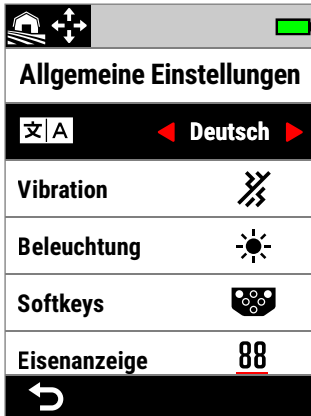 Allgemeine Einstellungen
文 A Deutsch
Vibration
Beleuchtung
Softkeys
Eisenanzeige 88